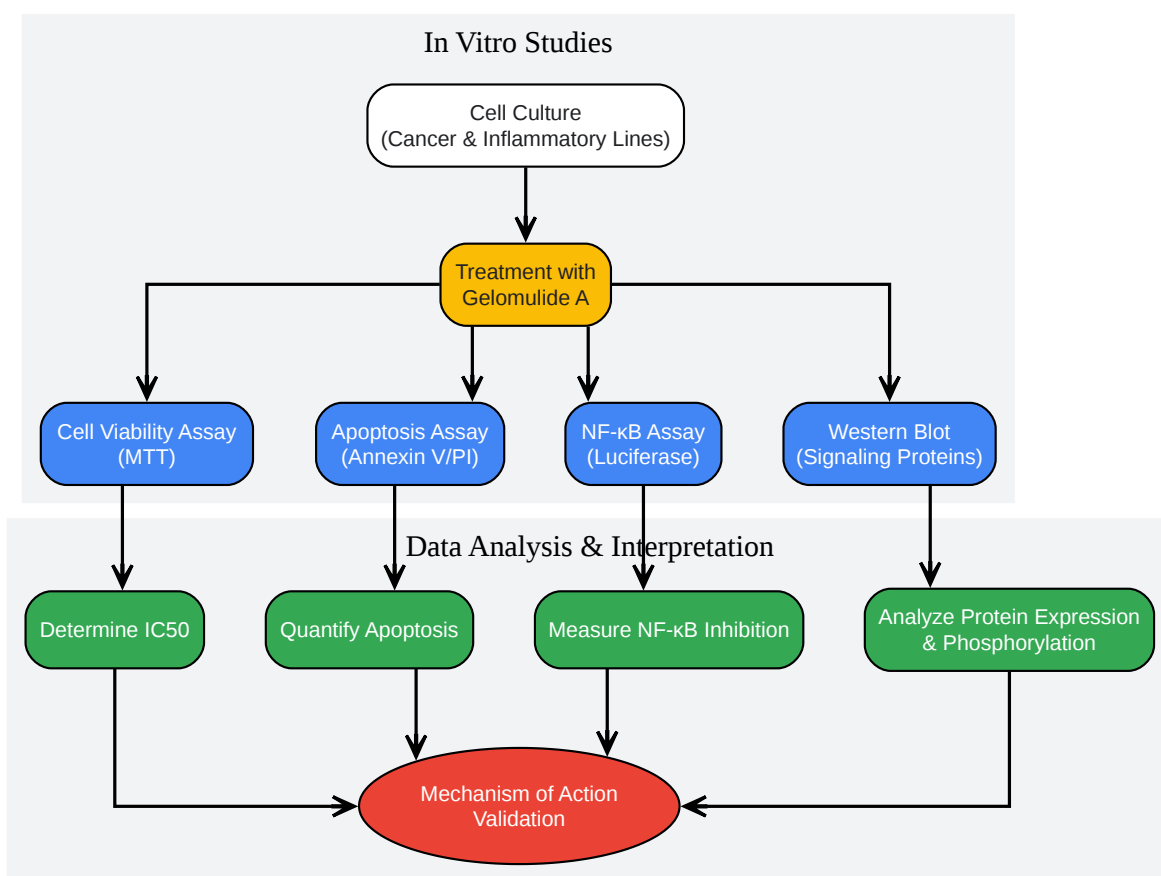 In Vitro Studies
Cell Culture
(Cancer & Inflammatory Lines)
Treatment with
Gelomulide A
Cell Viability Assay
(MTT)
Apoptosis Assay
(Annexin V/PI)
NF-κB Assay
(Luciferase)
Western Blot
(Signaling Proteins)
Data Analysis & Interpretation
Determine IC50
Quantify Apoptosis
Measure NF-κB Inhibition
Analyze Protein Expression
& Phosphorylation
Mechanism of Action
Validation